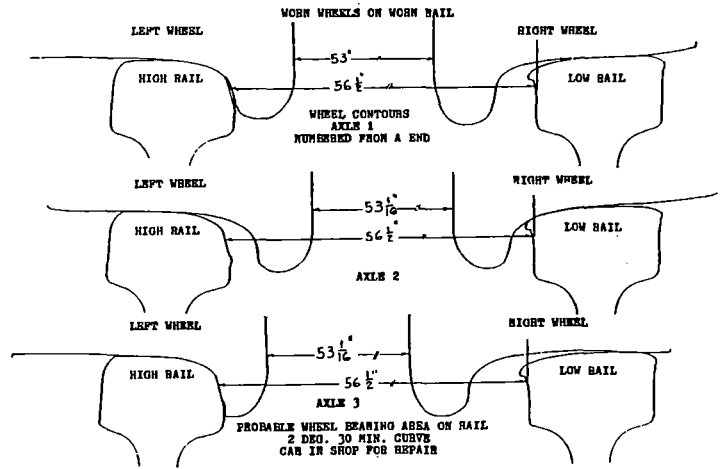 WORN WHEELS ON WORN RAIL
LEFT WHEEL
RIGHT WHEEL
53"
HIGH RAIL
56 1/2"
LOW RAIL
WHEEL CONTOURS
AXLE 1
NUMBERED FROM A END
LEFT WHEEL
RIGHT WHEEL
53 1/16"
HIGH RAIL
56 1/2"
LOW RAIL
AXLE 2
LEFT WHEEL
RIGHT WHEEL
53 1/16"
HIGH RAIL
56 1/2"
LOW RAIL
AXLE 3
PROBABLE WHEEL BEARING AREA ON RAIL
2 DEG. 30 MIN. CURVE
CAR IN SHOP FOR REPAIR